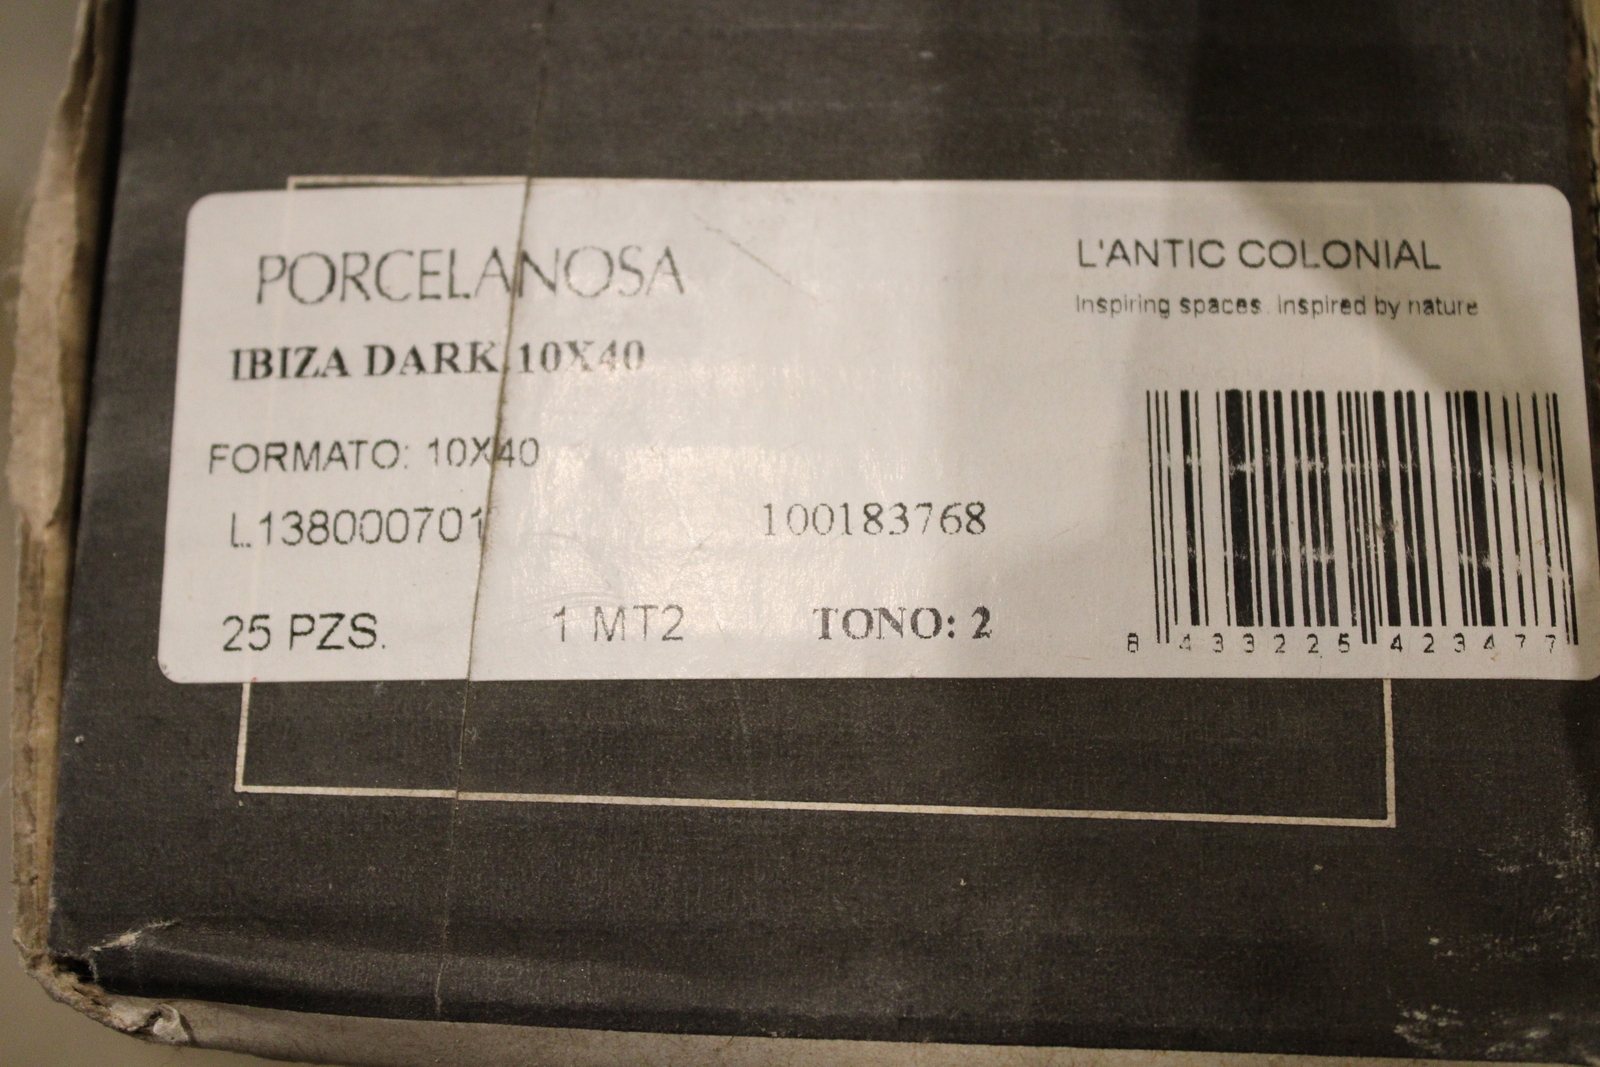 PORCELANOSA
L'ANTIC COLONIAL
Inspiring spaces. Inspired by nature
IBIZA DARK 10X40
FORMATO: 10X40
L138000701
100183768
25 PZS.
1 MT2
TONO: 2
8 433225 423477